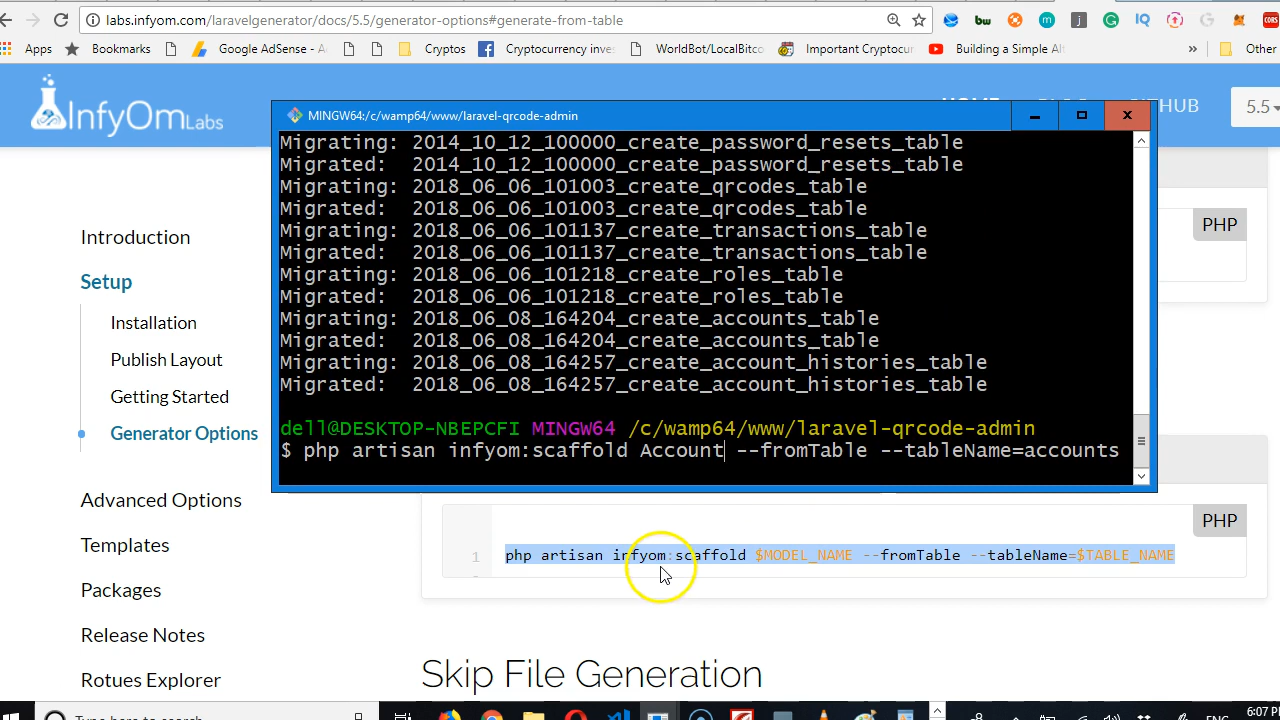 labs.infyom.com/laravelgenerator/docs/5.5/generator-options#generate-from-table
Apps Bookmarks Google AdSense - A Cryptos Cryptocurrency inves WorldBox/LocalBitco Important Cryptocur Building a Simple Al Other
InfyOmLabs
GITHUB
5.5
MINGW64:/c/wamp64/www/laravel-qrcode-admin
Migrating: 2014_10_12_100000_create_password_resets_table
Migrated: 2014_10_12_100000_create_password_resets_table
Migrating: 2018_06_06_101003_create_qrcodes_table
Migrated: 2018_06_06_101003_create_qrcodes_table
Migrating: 2018_06_06_101137_create_transactions_table
Migrated: 2018_06_06_101137_create_transactions_table
Migrating: 2018_06_06_101218_create_roles_table
Migrated: 2018_06_06_101218_create_roles_table
Migrating: 2018_06_08_164204_create_accounts_table
Migrated: 2018_06_08_164204_create_accounts_table
Migrating: 2018_06_08_164257_create_account_histories_table
Migrated: 2018_06_08_164257_create_account_histories_table
dell@DESKTOP-NBEPCFI MINGW64 /c/wamp64/www/laravel-qrcode-admin
$ php artisan infyom:scaffold Account --fromTable --tableName=accounts
Introduction
Setup
Installation
Publish Layout
Getting Started
Generator Options
Advanced Options
Templates
Packages
Release Notes
Rotues Explorer
PHP
PHP
1 php artisan infyom:scaffold $MODEL_NAME --fromTable --tableName=$TABLE_NAME
Skip File Generation
6:07 P